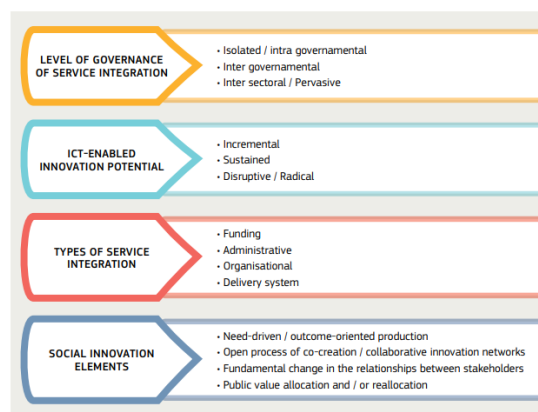 LEVEL OF GOVERNANCE
OF SERVICE INTEGRATION
• Isolated / intra governamental
• Inter governamental
• Inter sectoral / Pervasive
ICT-ENABLED
INNOVATION POTENTIAL
• Incremental
• Sustained
• Disruptive / Radical
TYPES OF SERVICE
INTEGRATION
• Funding
• Administrative
• Organisational
• Delivery system
SOCIAL INNOVATION
ELEMENTS
• Need-driven / outcome-oriented production
• Open process of co-creation / collaborative innovation networks
• Fundamental change in the relationships between stakeholders
• Public value allocation and / or reallocation